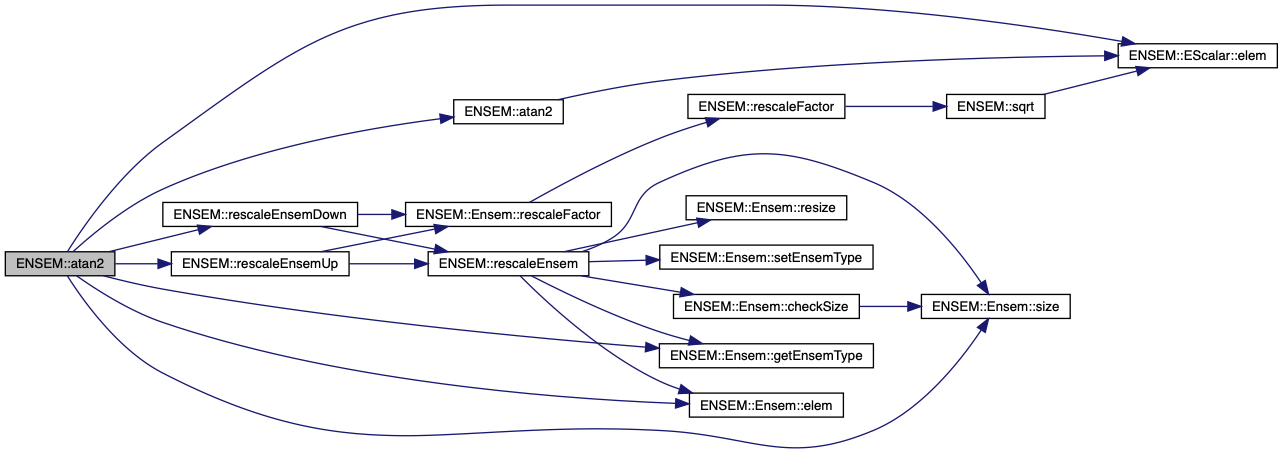 ENSEM::EScalar::elem
ENSEM::atan2
ENSEM::rescaleFactor
ENSEM::sqrt
ENSEM::rescaleEnsemDown
ENSEM::Ensem::rescaleFactor
ENSEM::Ensem::resize
ENSEM::atan2
ENSEM::rescaleEnsemUp
ENSEM::rescaleEnsem
ENSEM::Ensem::setEnsemType
ENSEM::Ensem::checkSize
ENSEM::Ensem::size
ENSEM::Ensem::getEnsemType
ENSEM::Ensem::elem